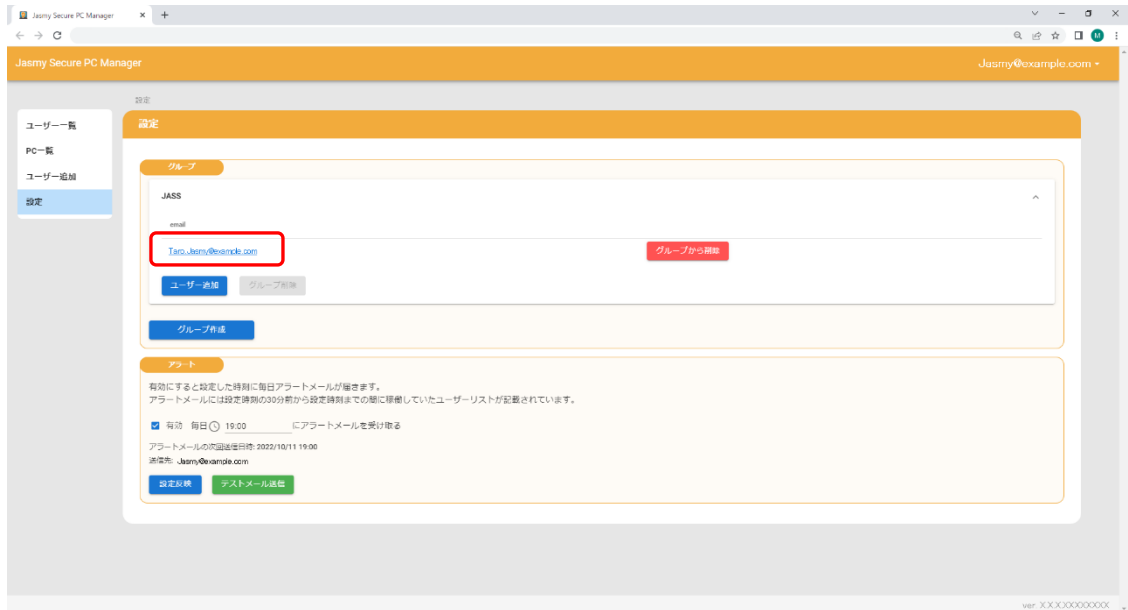 Jasmy Secure PC Manager
M
Jasmy Secure PC Manager
Jasmy@example.com
設定
ユーザー一覧
PC一覧
ユーザー追加
設定
設定
グループ
JASS
email
Taro.Jasmy@example.com
グループから削除
ユーザー追加
グループ削除
グループ作成
アラート
有効にすると設定した時刻に毎日アラートメールが届きます。
アラートメールには設定時刻の30分前から設定時刻までの間に稼働していたユーザーリストが記載されています。
有効 毎日 19:00 にアラートメールを受け取る
アラートメールの次回送信日時: 2022/10/11 19:00
送信先: Jasmy@example.com
設定反映
テストメール送信
ver. X.X.XXXXXXXXXX